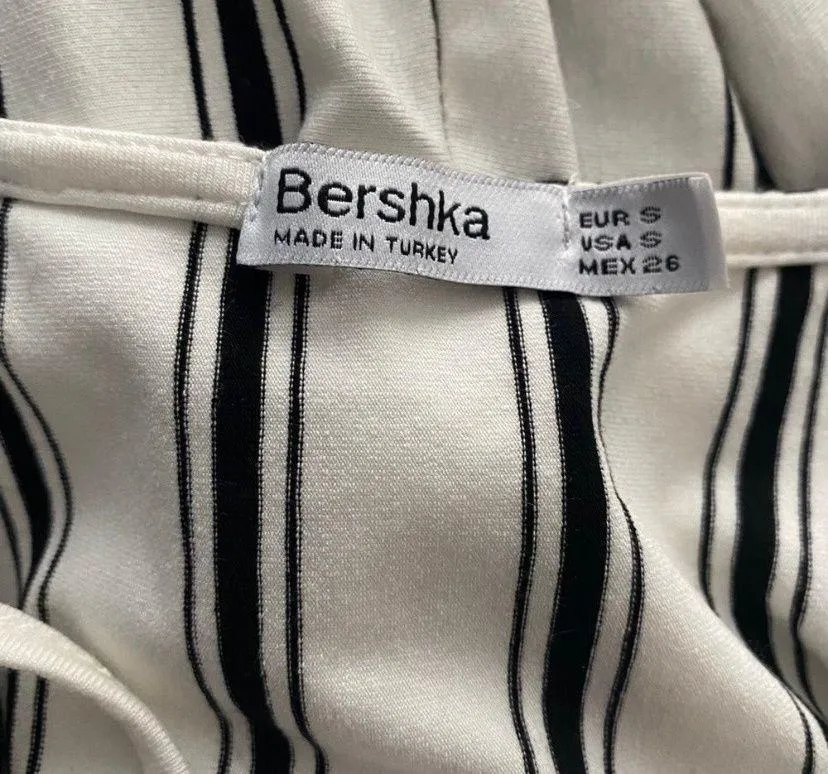 Bershka
MADE IN TURKEY
EUR S
USA S
MEX 26